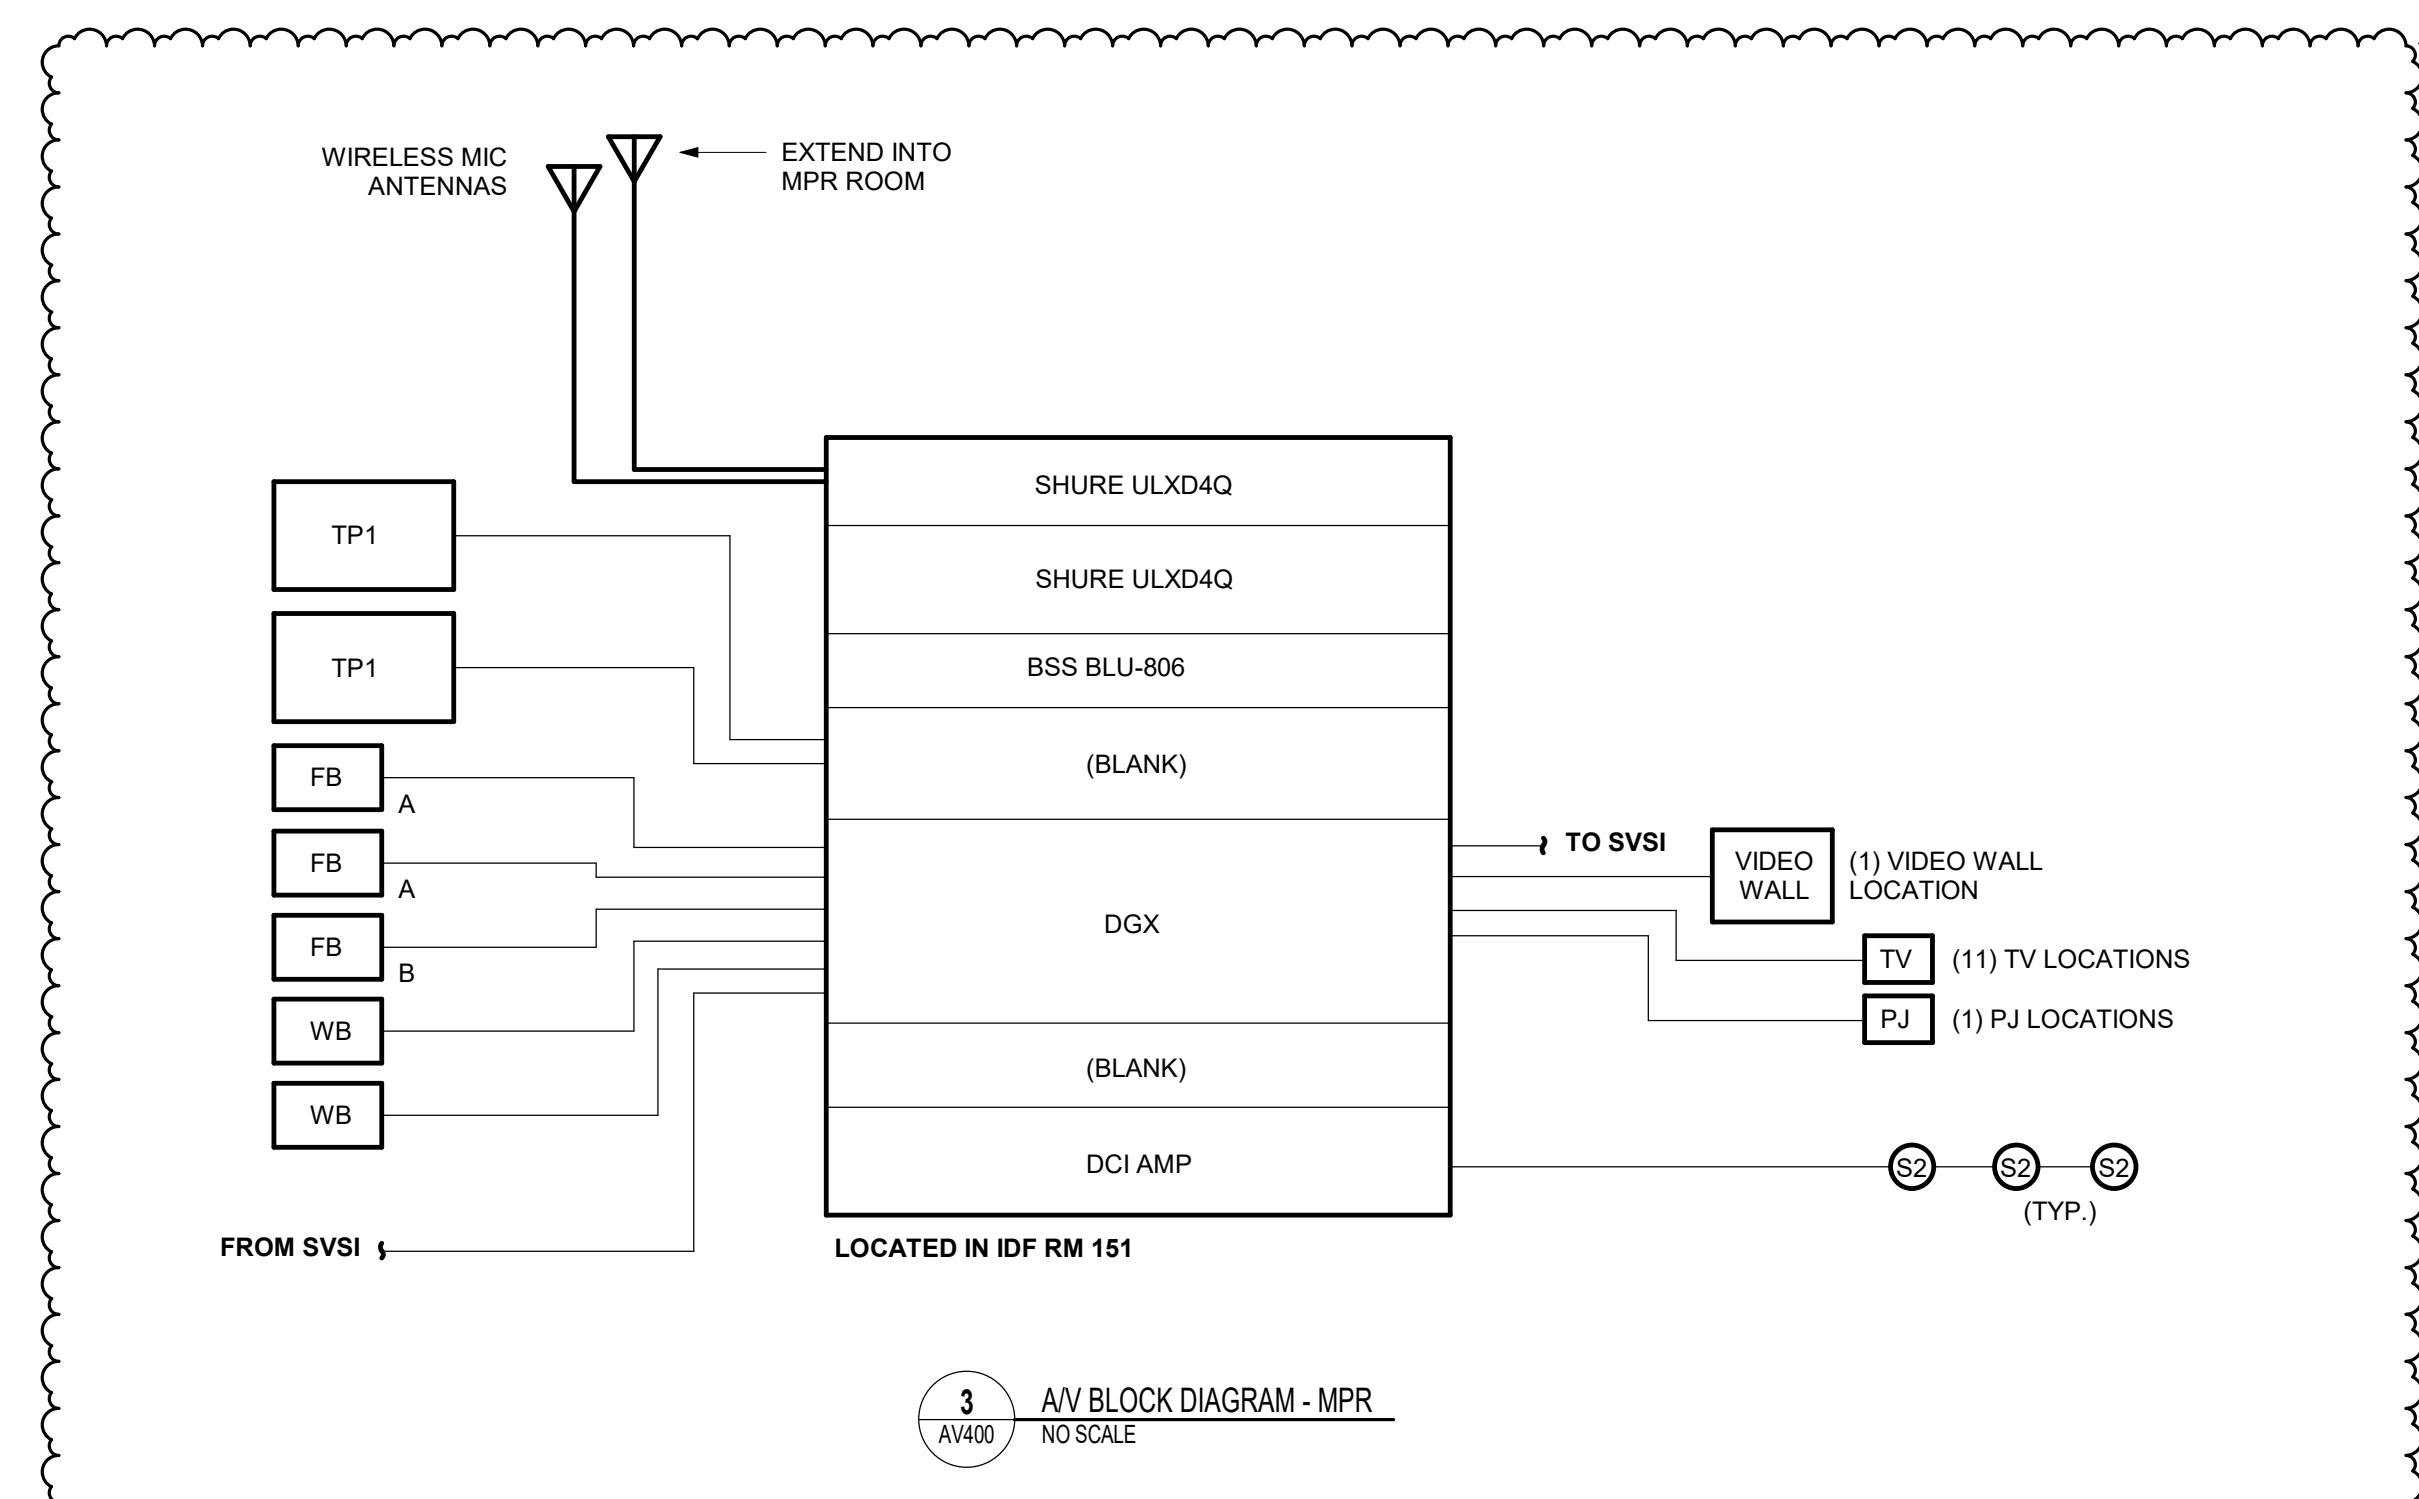 WIRELESS MIC
ANTENNAS
EXTEND INTO
MPR ROOM
TP1
TP1
FB
A
FB
A
FB
B
WB
WB
FROM SVSI
SHURE ULXD4Q
SHURE ULXD4Q
BSS BLU-806
(BLANK)
DGX
(BLANK)
DCI AMP
LOCATED IN IDF RM 151
TO SVSI
VIDEO
WALL
(1) VIDEO WALL
LOCATION
TV
(11) TV LOCATIONS
PJ
(1) PJ LOCATIONS
S2
S2
S2
(TYP.)
3
AV400
A/V BLOCK DIAGRAM - MPR
NO SCALE